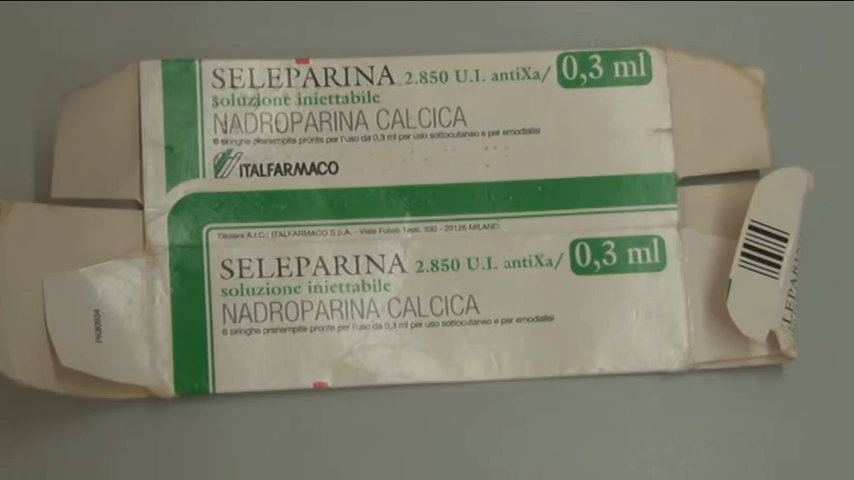 SELEPARINA 2.850 U.I. antiXa/ 0,3 ml
soluzione iniettabile
NADROPARINA CALCICA
6 siringhe preriempite pronte per l'uso da 0,3 ml per uso sottocutaneo e per emodialisi
ITALFARMACO
Titolare A.I.C.: ITALFARMACO S.p.A. - Viale Fulvio Testi, 330 - 20126 MILANO
SELEPARINA 2.850 U.I. antiXa/ 0,3 ml
soluzione iniettabile
NADROPARINA CALCICA
6 siringhe preriempite pronte per l'uso da 0,3 ml per uso sottocutaneo e per emodialisi